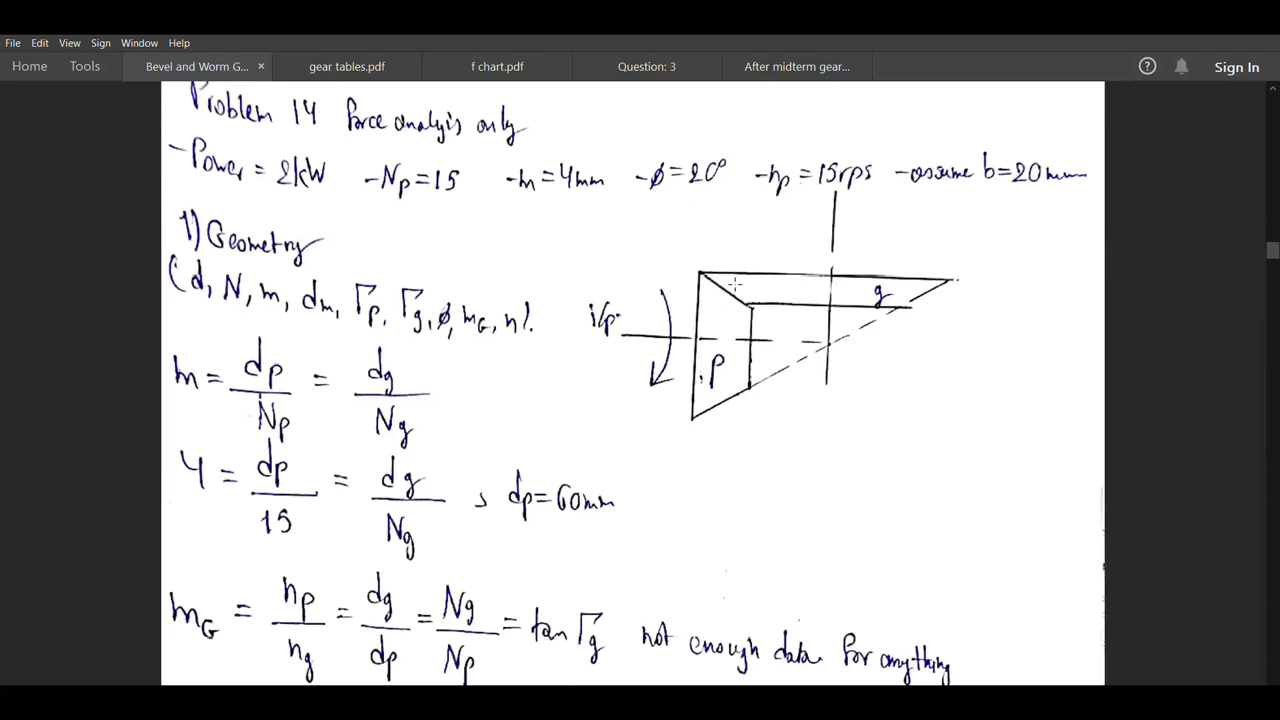 File Edit View Sign Window Help
Home Tools Bevel and Worm G... × gear tables.pdf f chart.pdf Question: 3 After midterm gear... ? Sign In
Problem 14 Force analysis only
-Power = 2kW -Np = 15 -m = 4mm -ϕ = 20° -np = 15rps -assume b = 20mm
1) Geometry
(d, N, m, dm, Γp, Γg, ϕ, mG, n).
i/p
g
p
m = dp/Np = dg/Ng
4 = dp/15 = dg/Ng , dp = 60mm
mG = np/ng = dg/dp = Ng/Np = tan Γg not enough data for anything